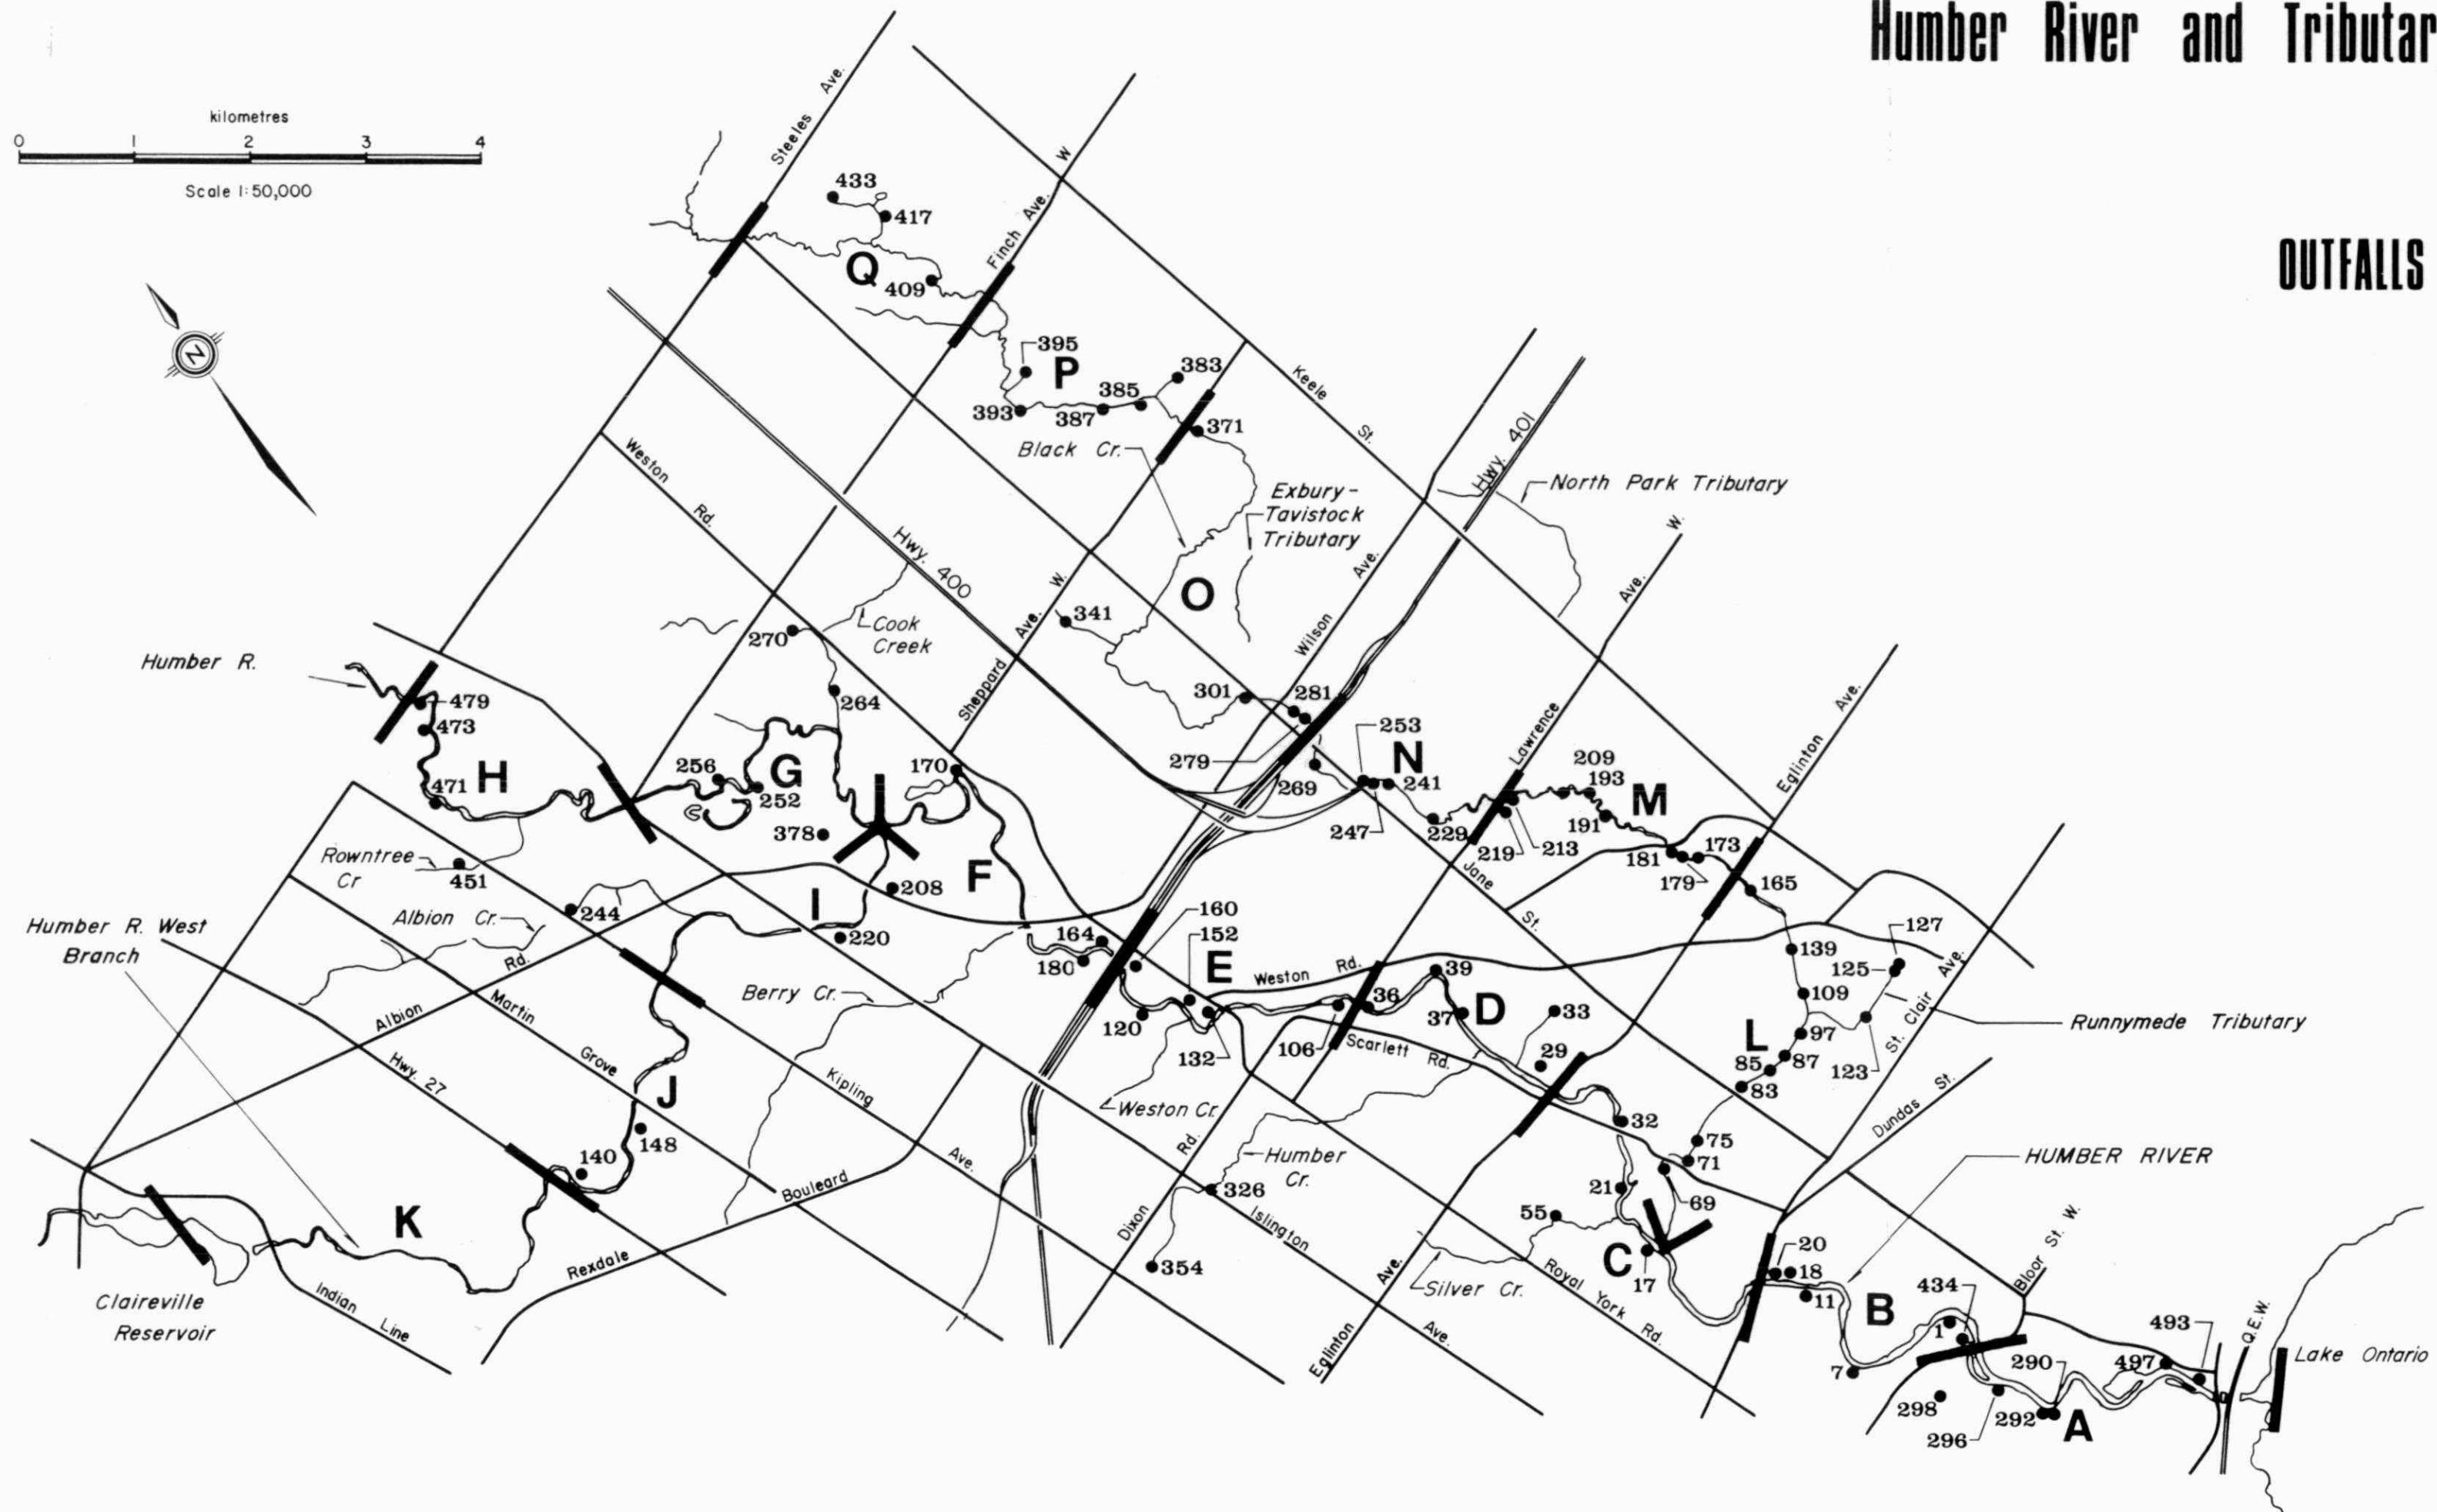 Humber River and Tributar
OUTFALLS
kilometres
0 1 2 3 4
Scale 1:50,000
N
Steeles Ave.
433
417
Q
409
Finch Ave. W
395
P
383
385
393
387
371
Black Cr.
Keele St.
Hwy. 401
North Park Tributary
Exbury-
Tavistock
Tributary
Weston Rd.
Hwy. 400
O
Wilson Ave.
Lawrence Ave. W.
341
Cook
Creek
270
264
Sheppard Ave. W.
Humber R.
479
473
471
H
256
G
252
378
170
301
281
279
269
253
N
241
247
229
219
213
209
193
191
M
181
179
173
165
Eglinton Ave.
Rowntree
Cr
451
244
Albion Cr.
I
208
220
F
Humber R. West
Branch
Albion Rd.
Martin Grove
Berry Cr.
164
180
160
152
E
120
132
Weston Rd.
106
36
39
37
D
33
29
Scarlett Rd.
Jane St.
139
127
125
109
97
L
85
87
83
123
St. Clair Ave.
Runnymede Tributary
Hwy. 27
J
148
140
Kipling Ave.
Weston Cr.
Humber
Cr.
326
354
Dixon Rd.
Islington Ave.
32
75
71
69
21
55
C
17
Dundas St.
HUMBER RIVER
K
Rexdale Bouleard
Claireville
Reservoir
Indian Line
Eglinton Ave.
Silver Cr.
Royal York Rd.
20
18
11
B
434
1
7
Bloor St. W.
493
Q.E.W.
497
290
298
292
296
A
Lake Ontario